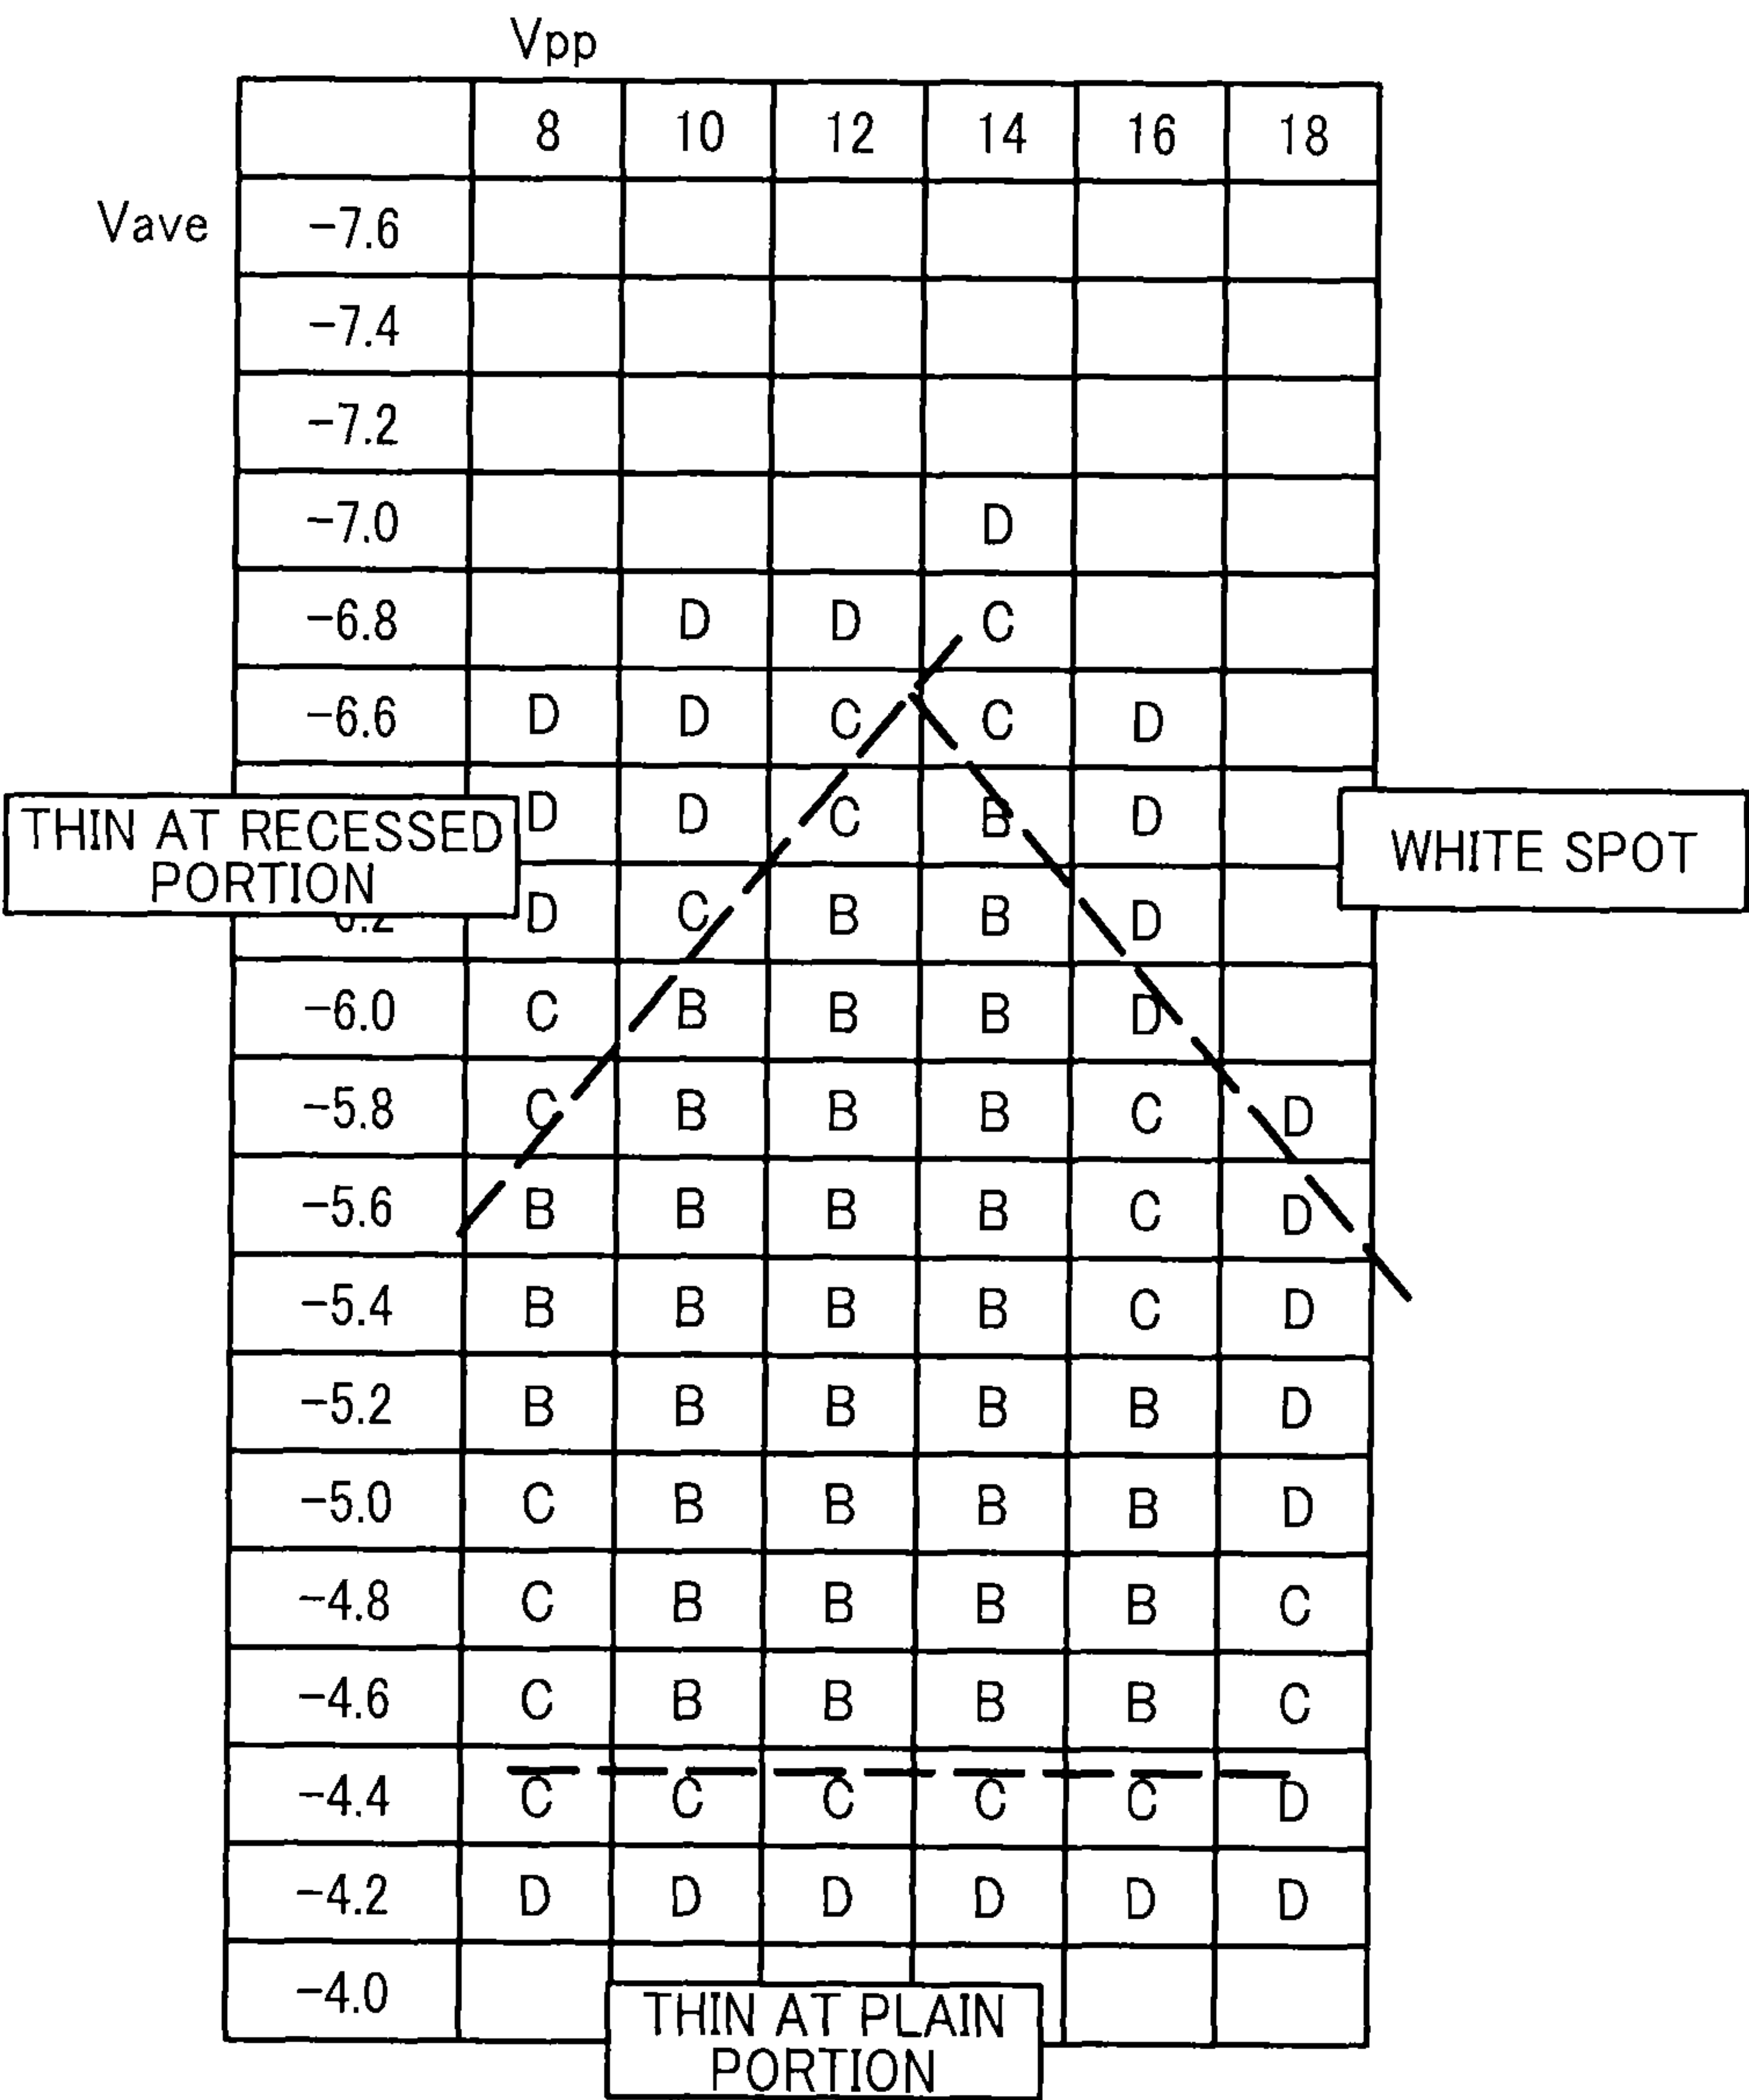 Vpp
8 10 12 14 16 18
Vave -7.6
-7.4
-7.2
-7.0 D
-6.8 D D C
-6.6 D D C C D
D D C B D
THIN AT RECESSED
PORTION
WHITE SPOT
D C B B D
-6.0 C B B B D
-5.8 C B B B C D
-5.6 B B B B C D
-5.4 B B B B C D
-5.2 B B B B B D
-5.0 C B B B B D
-4.8 C B B B B C
-4.6 C B B B B C
-4.4 C C C C C D
-4.2 D D D D D D
-4.0
THIN AT PLAIN
PORTION